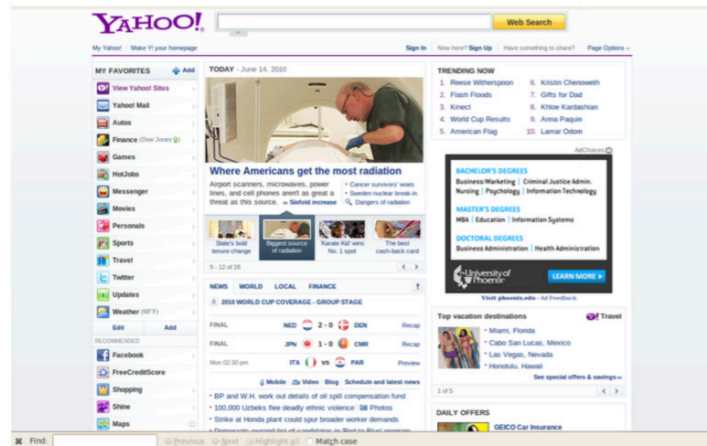 YAHOO!
Web Search
My Yahoo! Make Y! your homepage
Sign In New here? Sign Up Have something to share? Page Options
MY FAVORITES Add
View Yahoo! Sites
Yahoo! Mail
Autos
Finance (Dow Jones)
Games
HotJobs
Messenger
Movies
Personals
Sports
Travel
Twitter
Updates
Weather (68°F)
Edit Add
RECOMMENDED
Facebook
FreeCreditScore
Shopping
Shine
Maps
TODAY - June 14, 2010
Where Americans get the most radiation
Airport scanners, microwaves, power
lines, and cell phones aren't as great a
threat as this source. » Sixfold increase
• Cancer survivors' woes
• Sweden nuclear break-in
Dangers of radiation
State's bold
tenure change
Biggest source
of radiation
'Karate Kid' wins
No. 1 spot
The best
cash-back card
9 - 12 of 28
NEWS WORLD LOCAL FINANCE
2010 WORLD CUP COVERAGE - GROUP STAGE
FINAL NED 2 - 0 DEN Recap
FINAL JPN 1 - 0 CMR Recap
Mon 02:30 pm ITA vs PAR Preview
Mobile Video Blog Schedule and latest news
• BP and W.H. work out details of oil spill compensation fund
• 100,000 Uzbeks flee deadly ethnic violence Photos
• Strike at Honda plant could spur broader worker demands
TRENDING NOW
1. Reese Witherspoon
2. Flash Floods
3. Kinect
4. World Cup Results
5. American Flag
6. Kristin Chenoweth
7. Gifts for Dad
8. Khloe Kardashian
9. Anna Paquin
10. Lamar Odom
AdChoices
BACHELOR'S DEGREES
Business/Marketing | Criminal Justice Admin.
Nursing | Psychology | Information Technology
MASTER'S DEGREES
MBA | Education | Information Systems
DOCTORAL DEGREES
Business Administration | Health Administration
University of
Phoenix
LEARN MORE
Visit phoenix.edu - Ad Feedback
Top vacation destinations Y! Travel
• Miami, Florida
• Cabo San Lucas, Mexico
• Las Vegas, Nevada
• Honolulu, Hawaii
See special offers & savings »
1 of 5
DAILY OFFERS
GEICO Car Insurance
Find: Previous Next Highlight all Match case